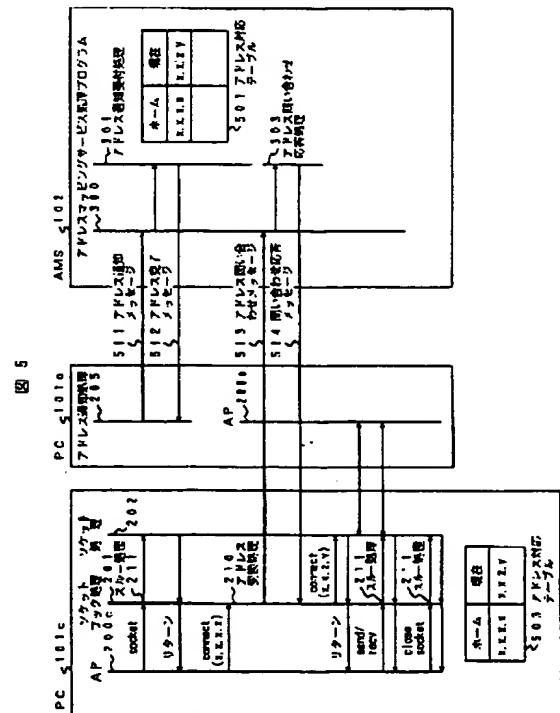 図 5
PC 101c
AP 200c
ソケット
フック処理
201
スルー処理
211
ソケット
処理
202
socket
リターン
connect
210
アドレス
変換処理
connect
リターン
send/
recv
211
スルー処理
close
socket
211
スルー処理
ホーム
現在
503 アドレス対応
テーブル
PC 101a
アドレス通知処理
205
AP
200a
511 アドレス通知
メッセージ
512 アドレス完了
メッセージ
513 アドレス問い合
わせメッセージ
514 問い合わせ応答
メッセージ
AMS 102
アドレスマッピングサービス処理プログラム
300
301
アドレス通知受付処理
ホーム
現在
501 アドレス対応
テーブル
303
アドレス問い合わせ
応答処理